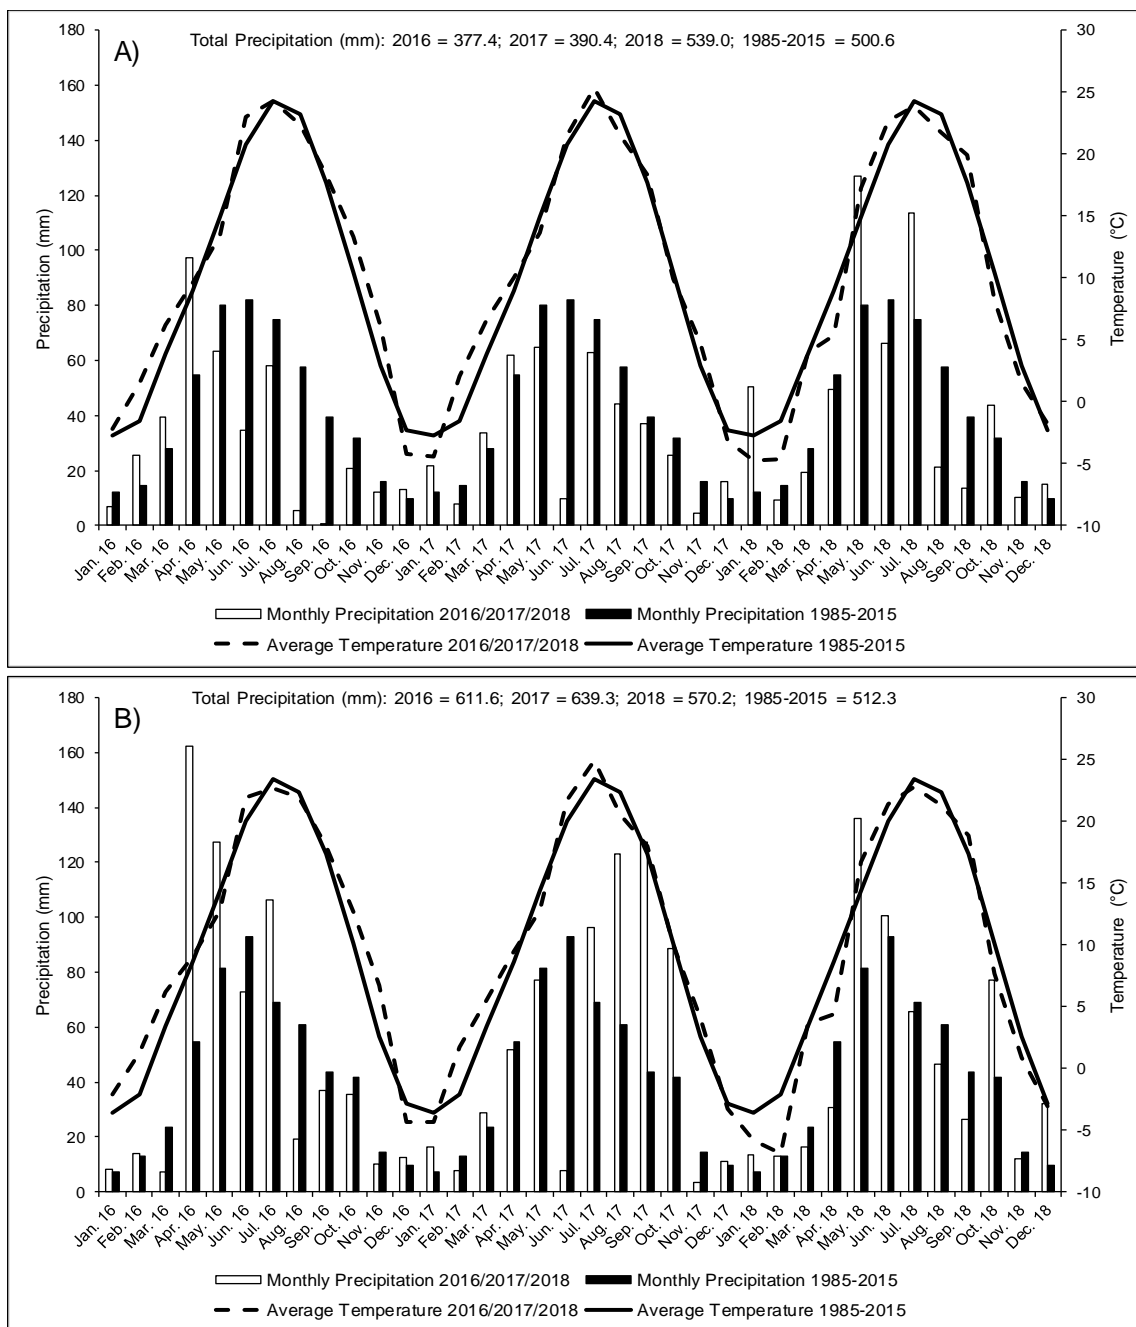 A)
Total Precipitation (mm): 2016 = 377.4; 2017 = 390.4; 2018 = 539.0; 1985-2015 = 500.6
180
160
140
120
100
80
60
40
20
0
Precipitation (mm)
30
25
20
15
10
5
0
-5
-10
Temperature (°C)
Jan. 16
Feb. 16
Mar. 16
Apr. 16
May. 16
Jun. 16
Jul. 16
Aug. 16
Sep. 16
Oct. 16
Nov. 16
Dec. 16
Jan. 17
Feb. 17
Mar. 17
Apr. 17
May. 17
Jun. 17
Jul. 17
Aug. 17
Sep. 17
Oct. 17
Nov. 17
Dec. 17
Jan. 18
Feb. 18
Mar. 18
Apr. 18
May. 18
Jun. 18
Jul. 18
Aug. 18
Sep. 18
Oct. 18
Nov. 18
Dec. 18
Monthly Precipitation 2016/2017/2018 Monthly Precipitation 1985-2015
Average Temperature 2016/2017/2018 Average Temperature 1985-2015
B)
Total Precipitation (mm): 2016 = 611.6; 2017 = 639.3; 2018 = 570.2; 1985-2015 = 512.3
180
160
140
120
100
80
60
40
20
0
Precipitation (mm)
30
25
20
15
10
5
0
-5
-10
Temperature (°C)
Jan. 16
Feb. 16
Mar. 16
Apr. 16
May. 16
Jun. 16
Jul. 16
Aug. 16
Sep. 16
Oct. 16
Nov. 16
Dec. 16
Jan. 17
Feb. 17
Mar. 17
Apr. 17
May. 17
Jun. 17
Jul. 17
Aug. 17
Sep. 17
Oct. 17
Nov. 17
Dec. 17
Jan. 18
Feb. 18
Mar. 18
Apr. 18
May. 18
Jun. 18
Jul. 18
Aug. 18
Sep. 18
Oct. 18
Nov. 18
Dec. 18
Monthly Precipitation 2016/2017/2018 Monthly Precipitation 1985-2015
Average Temperature 2016/2017/2018 Average Temperature 1985-2015